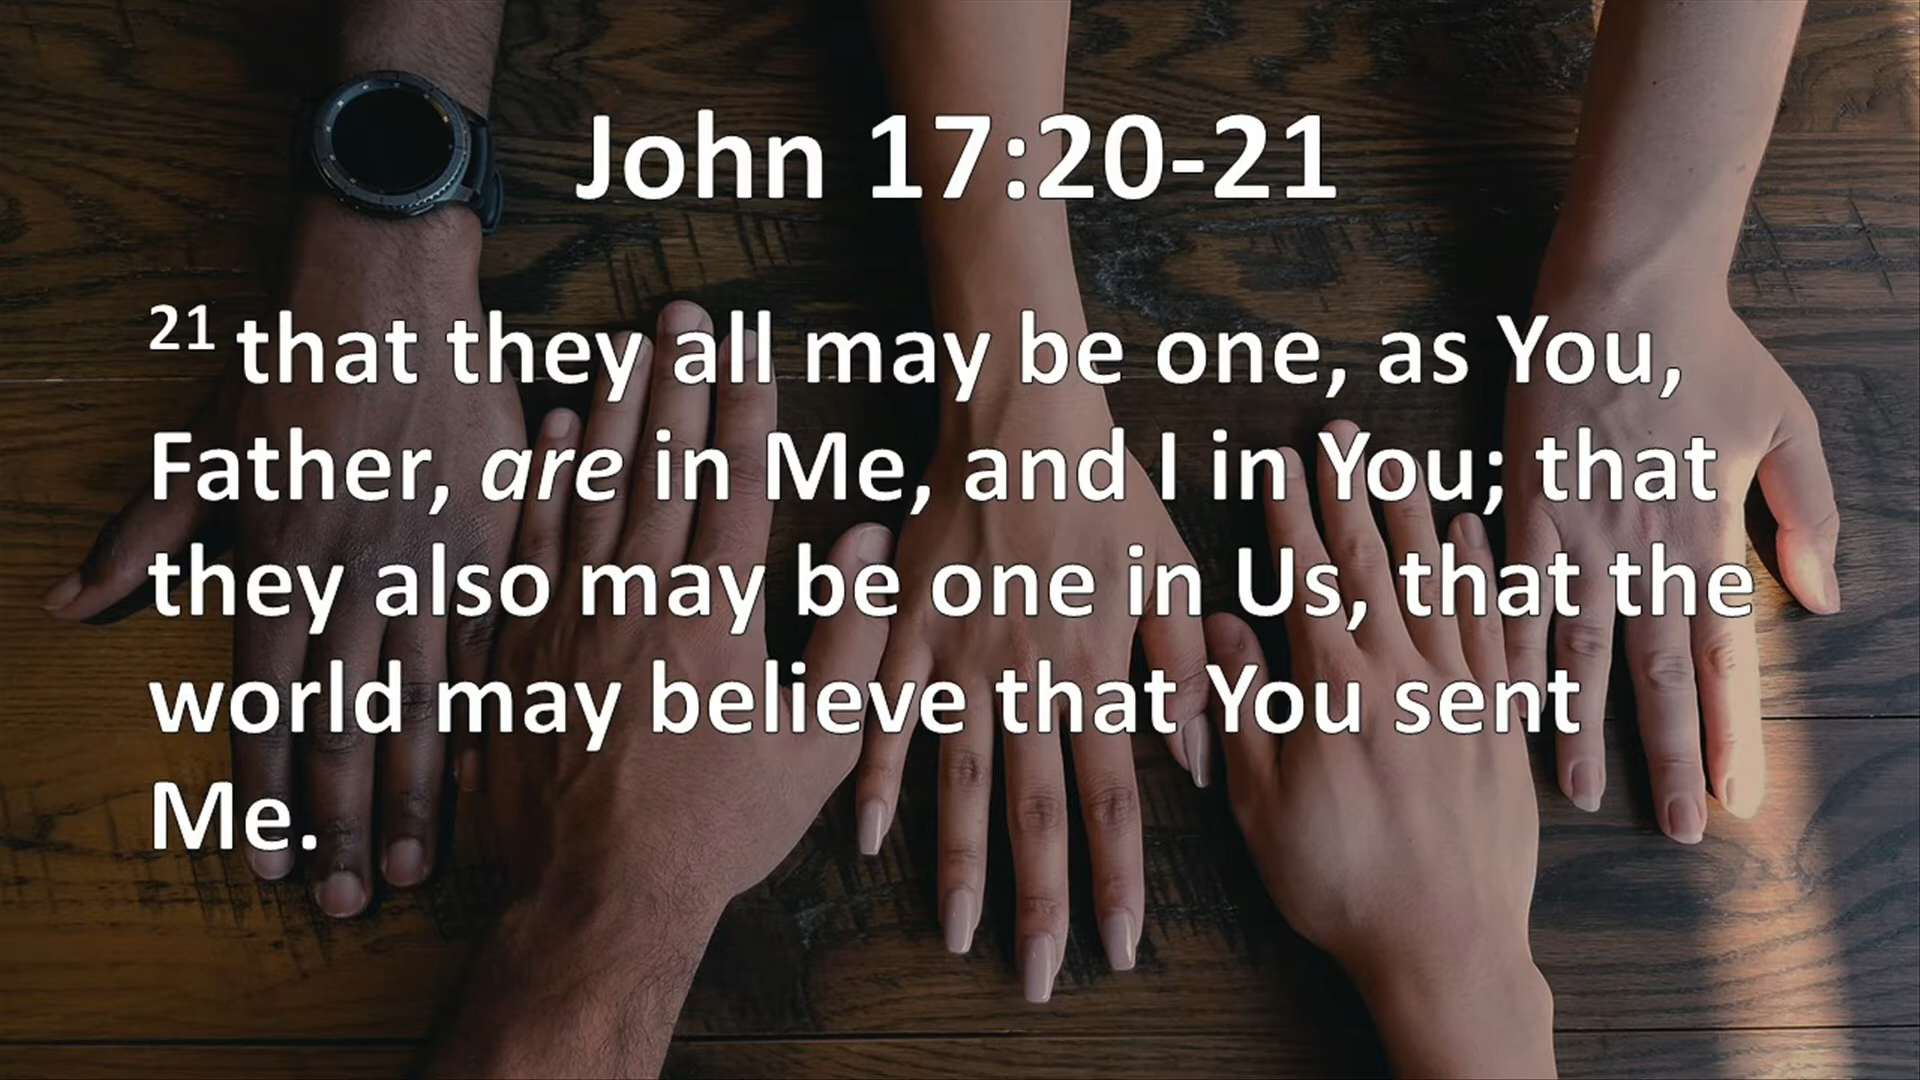 John 17:20-21
21 that they all may be one, as You,
Father, are in Me, and I in You; that
they also may be one in Us, that the
world may believe that You sent
Me.